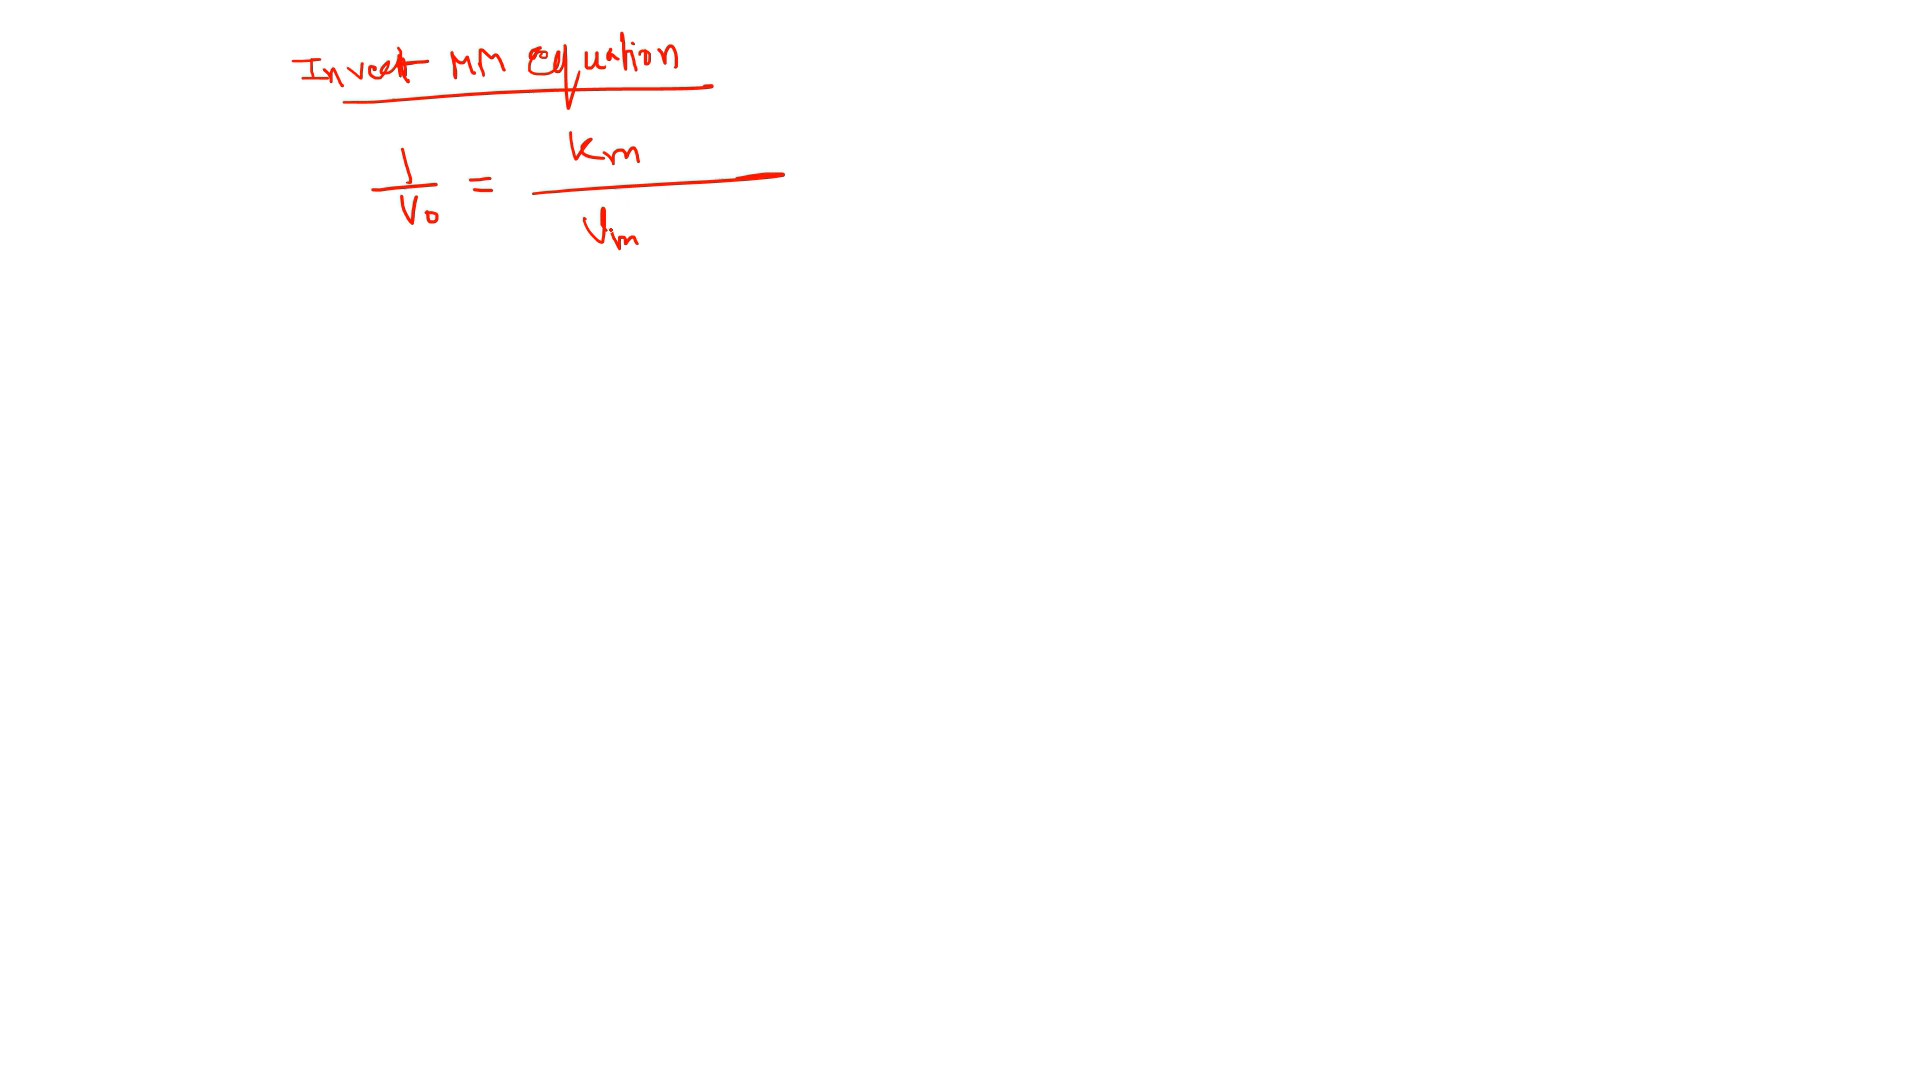 Invert MM Equation
1/V₀ = Km/Vm